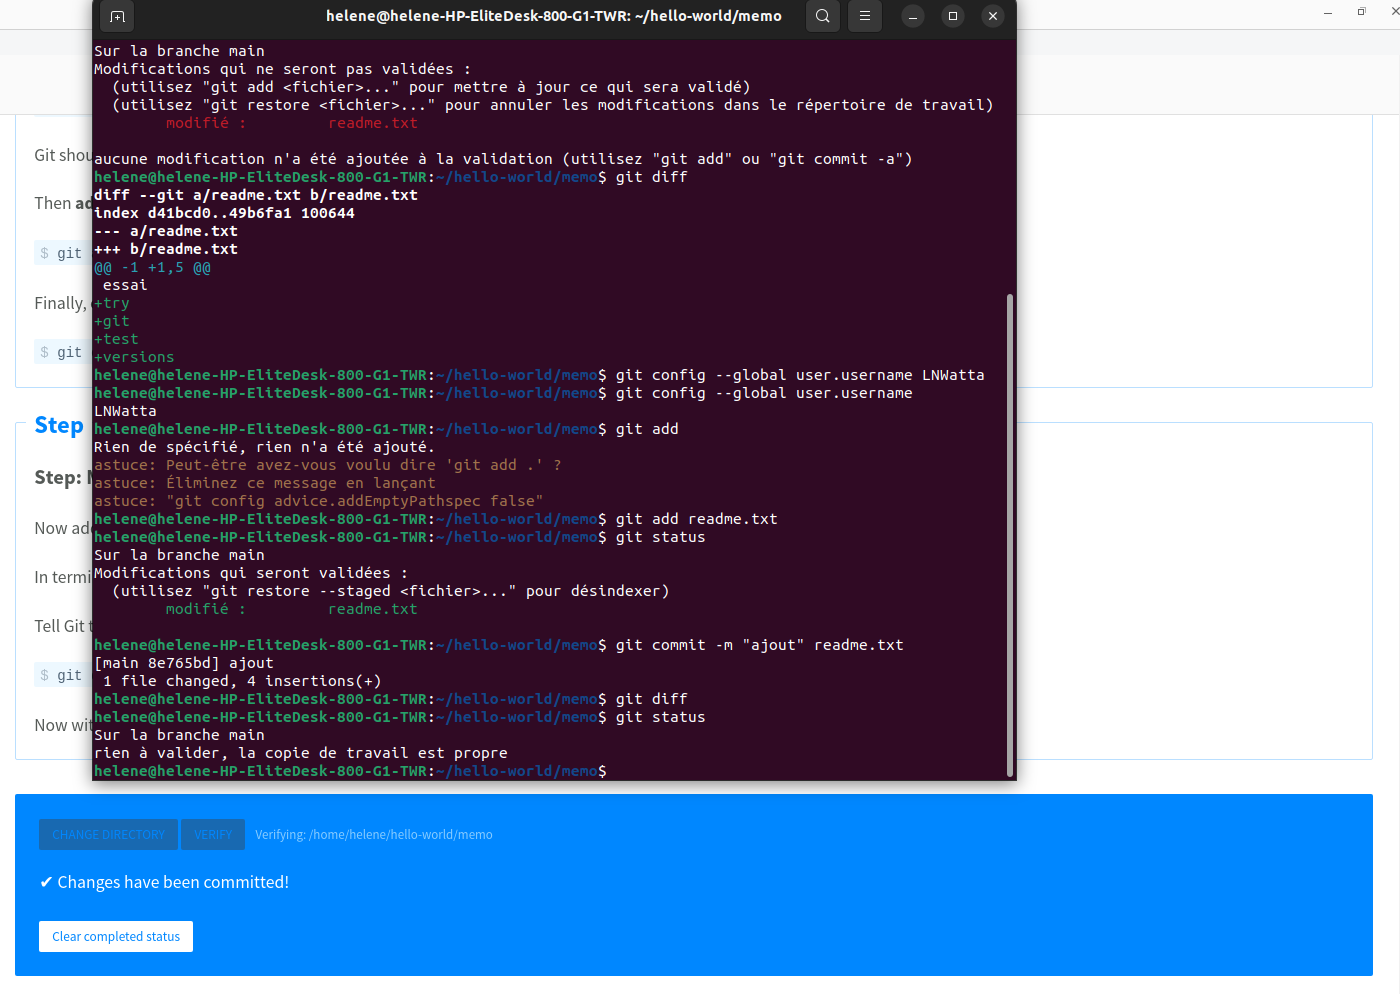 helene@helene-HP-EliteDesk-800-G1-TWR: ~/hello-world/memo
Sur la branche main
Modifications qui ne seront pas validées :
  (utilisez "git add <fichier>..." pour mettre à jour ce qui sera validé)
  (utilisez "git restore <fichier>..." pour annuler les modifications dans le répertoire de travail)
        modifié :         readme.txt
aucune modification n'a été ajoutée à la validation (utilisez "git add" ou "git commit -a")
helene@helene-HP-EliteDesk-800-G1-TWR:~/hello-world/memo$ git diff
diff --git a/readme.txt b/readme.txt
index d41bcd0..49b6fa1 100644
--- a/readme.txt
+++ b/readme.txt
@@ -1 +1,5 @@
 essai
+try
+git
+test
+versions
helene@helene-HP-EliteDesk-800-G1-TWR:~/hello-world/memo$ git config --global user.username LNWatta
helene@helene-HP-EliteDesk-800-G1-TWR:~/hello-world/memo$ git config --global user.username
LNWatta
helene@helene-HP-EliteDesk-800-G1-TWR:~/hello-world/memo$ git add
Rien de spécifié, rien n'a été ajouté.
astuce: Peut-être avez-vous voulu dire 'git add .' ?
astuce: Éliminez ce message en lançant
astuce: "git config advice.addEmptyPathspec false"
helene@helene-HP-EliteDesk-800-G1-TWR:~/hello-world/memo$ git add readme.txt
helene@helene-HP-EliteDesk-800-G1-TWR:~/hello-world/memo$ git status
Sur la branche main
Modifications qui seront validées :
  (utilisez "git restore --staged <fichier>..." pour désindexer)
        modifié :         readme.txt
helene@helene-HP-EliteDesk-800-G1-TWR:~/hello-world/memo$ git commit -m "ajout" readme.txt
[main 8e765bd] ajout
 1 file changed, 4 insertions(+)
helene@helene-HP-EliteDesk-800-G1-TWR:~/hello-world/memo$ git diff
helene@helene-HP-EliteDesk-800-G1-TWR:~/hello-world/memo$ git status
Sur la branche main
rien à valider, la copie de travail est propre
helene@helene-HP-EliteDesk-800-G1-TWR:~/hello-world/memo$
Git
Then
$ git
Finally,
$ git
Step
Step:
Now
In
Tell Git
$ git
Now
CHANGE DIRECTORY VERIFY Verifying: /home/helene/hello-world/memo
✔ Changes have been committed!
Clear completed status